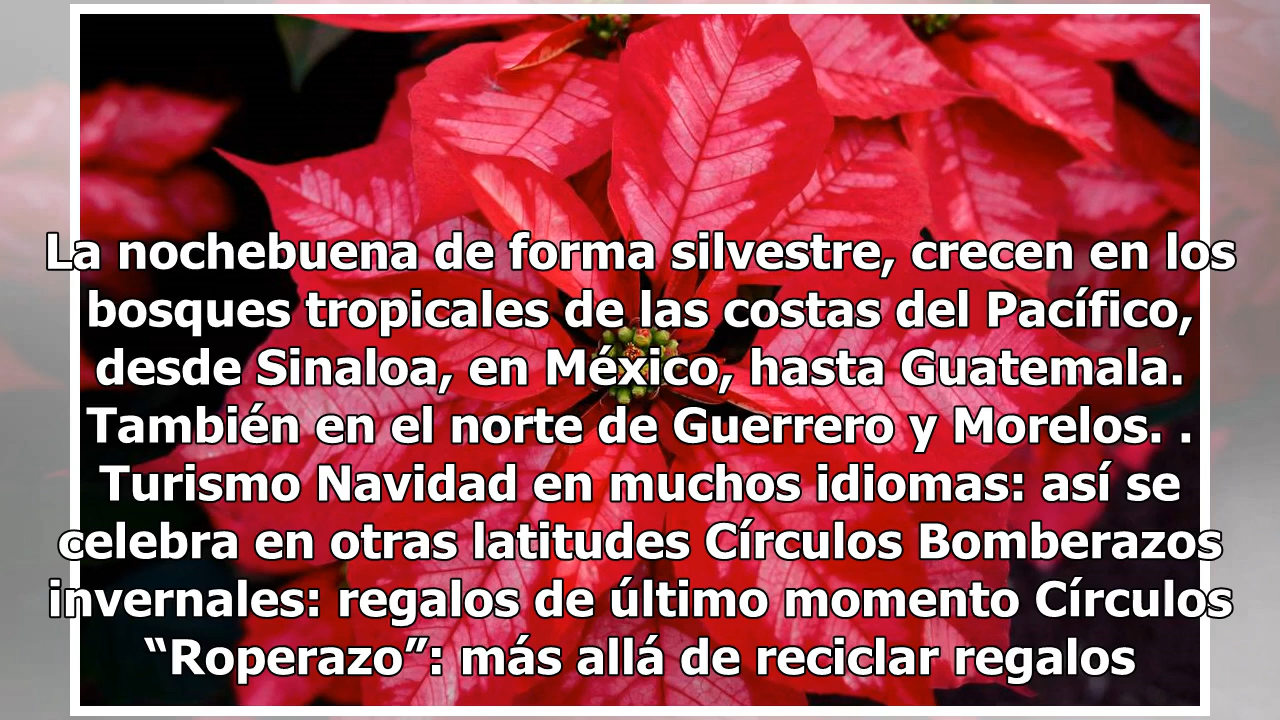 La nochebuena de forma silvestre, crecen en los
bosques tropicales de las costas del Pacífico,
desde Sinaloa, en México, hasta Guatemala.
También en el norte de Guerrero y Morelos. .
Turismo Navidad en muchos idiomas: así se
celebra en otras latitudes Círculos Bomberazos
invernales: regalos de último momento Círculos
“Roperazo”: más allá de reciclar regalos